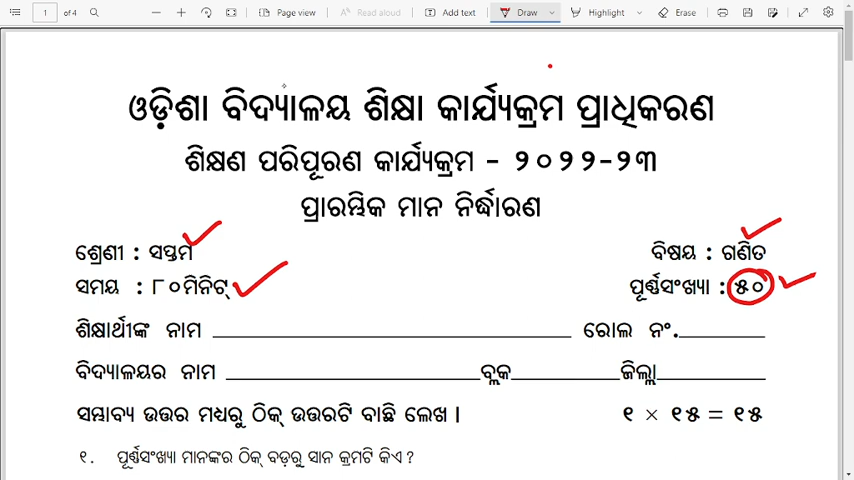 1 of 4 Page view Read aloud Add text Draw Highlight Erase
ଓଡ଼ିଶା ବିଦ୍ୟାଳୟ ଶିକ୍ଷା କାର୍ଯ୍ୟକ୍ରମ ପ୍ରାଧିକରଣ
ଶିକ୍ଷଣ ପରିପୂରଣ କାର୍ଯ୍ୟକ୍ରମ - ୨୦୨୨-୨୩
ପ୍ରାରମ୍ଭିକ ମାନ ନିର୍ଦ୍ଧାରଣ
ଶ୍ରେଣୀ : ସପ୍ତମ ବିଷୟ : ଗଣିତ
ସମୟ : ୮୦ମିନିଟ୍ ପୂର୍ଣ୍ଣସଂଖ୍ୟା : ୫୦
ଶିକ୍ଷାର୍ଥୀଙ୍କ ନାମ ରୋଲ ନଂ.
ବିଦ୍ୟାଳୟର ନାମ ବ୍ଲକ ଜିଲ୍ଲା
ସମ୍ଭାବ୍ୟ ଉତ୍ତର ମଧ୍ୟରୁ ଠିକ୍ ଉତ୍ତରଟି ବାଛି ଲେଖ । ୧ × ୧୫ = ୧୫
୧. ପୂର୍ଣ୍ଣସଂଖ୍ୟା ମାନଙ୍କର ଠିକ୍ ବଡ଼ରୁ ସାନ କ୍ରମଟି କିଏ ?